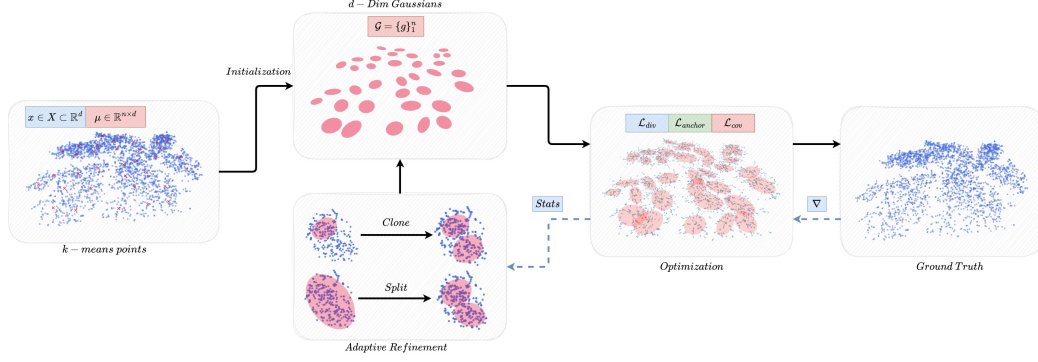 d − Dim Gaussians
𝒢 = {g}₁ⁿ
Initialization
x ∈ X ⊂ ℝᵈ
μ ∈ ℝⁿˣᵈ
k − means points
ℒ_div
ℒ_anchor
ℒ_cov
Stats
∇
Clone
Split
Optimization
Ground Truth
Adaptive Refinement